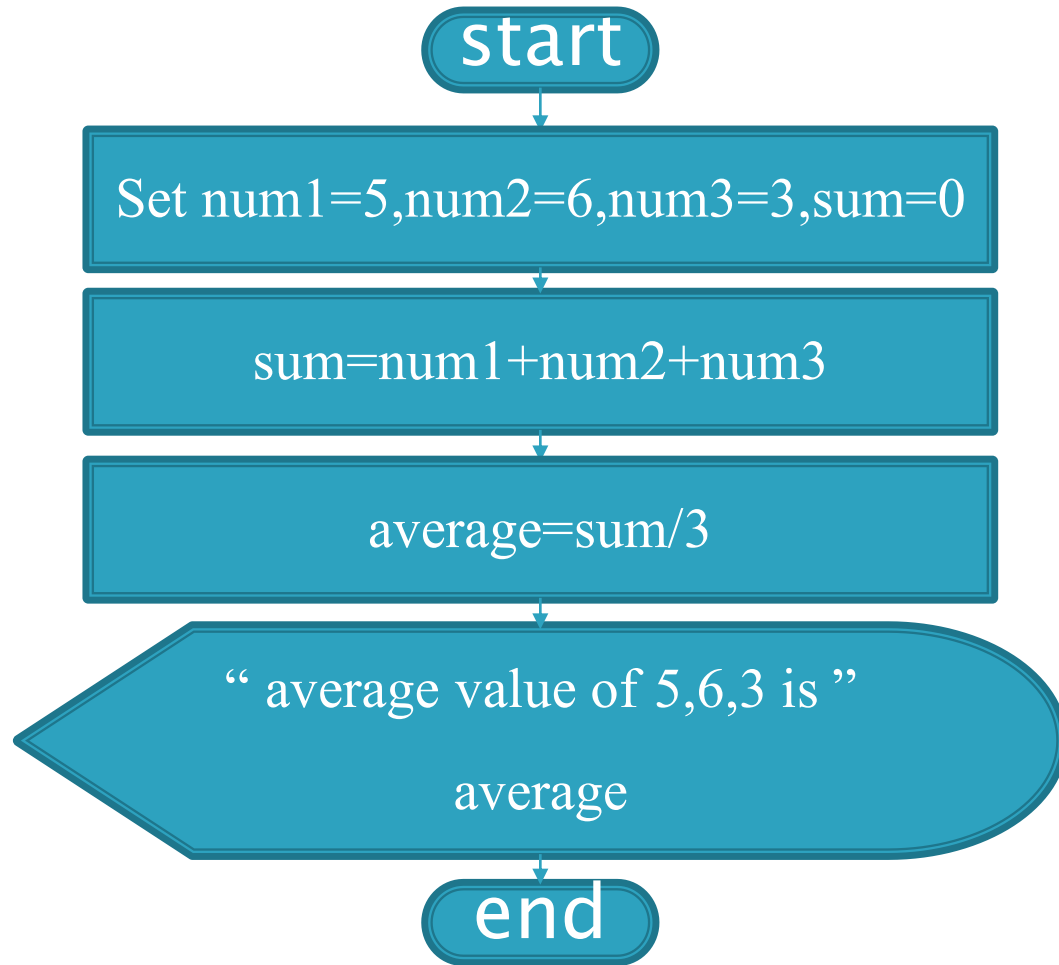 start
Set num1=5,num2=6,num3=3,sum=0
sum=num1+num2+num3
average=sum/3
“ average value of 5,6,3 is ”
average
end